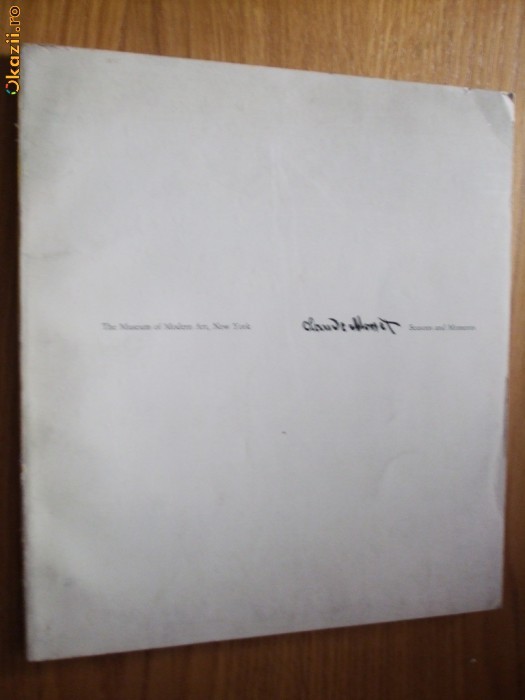 Okazii.ro
The Museum of Modern Art, New York Claude Monet Seasons and Moments